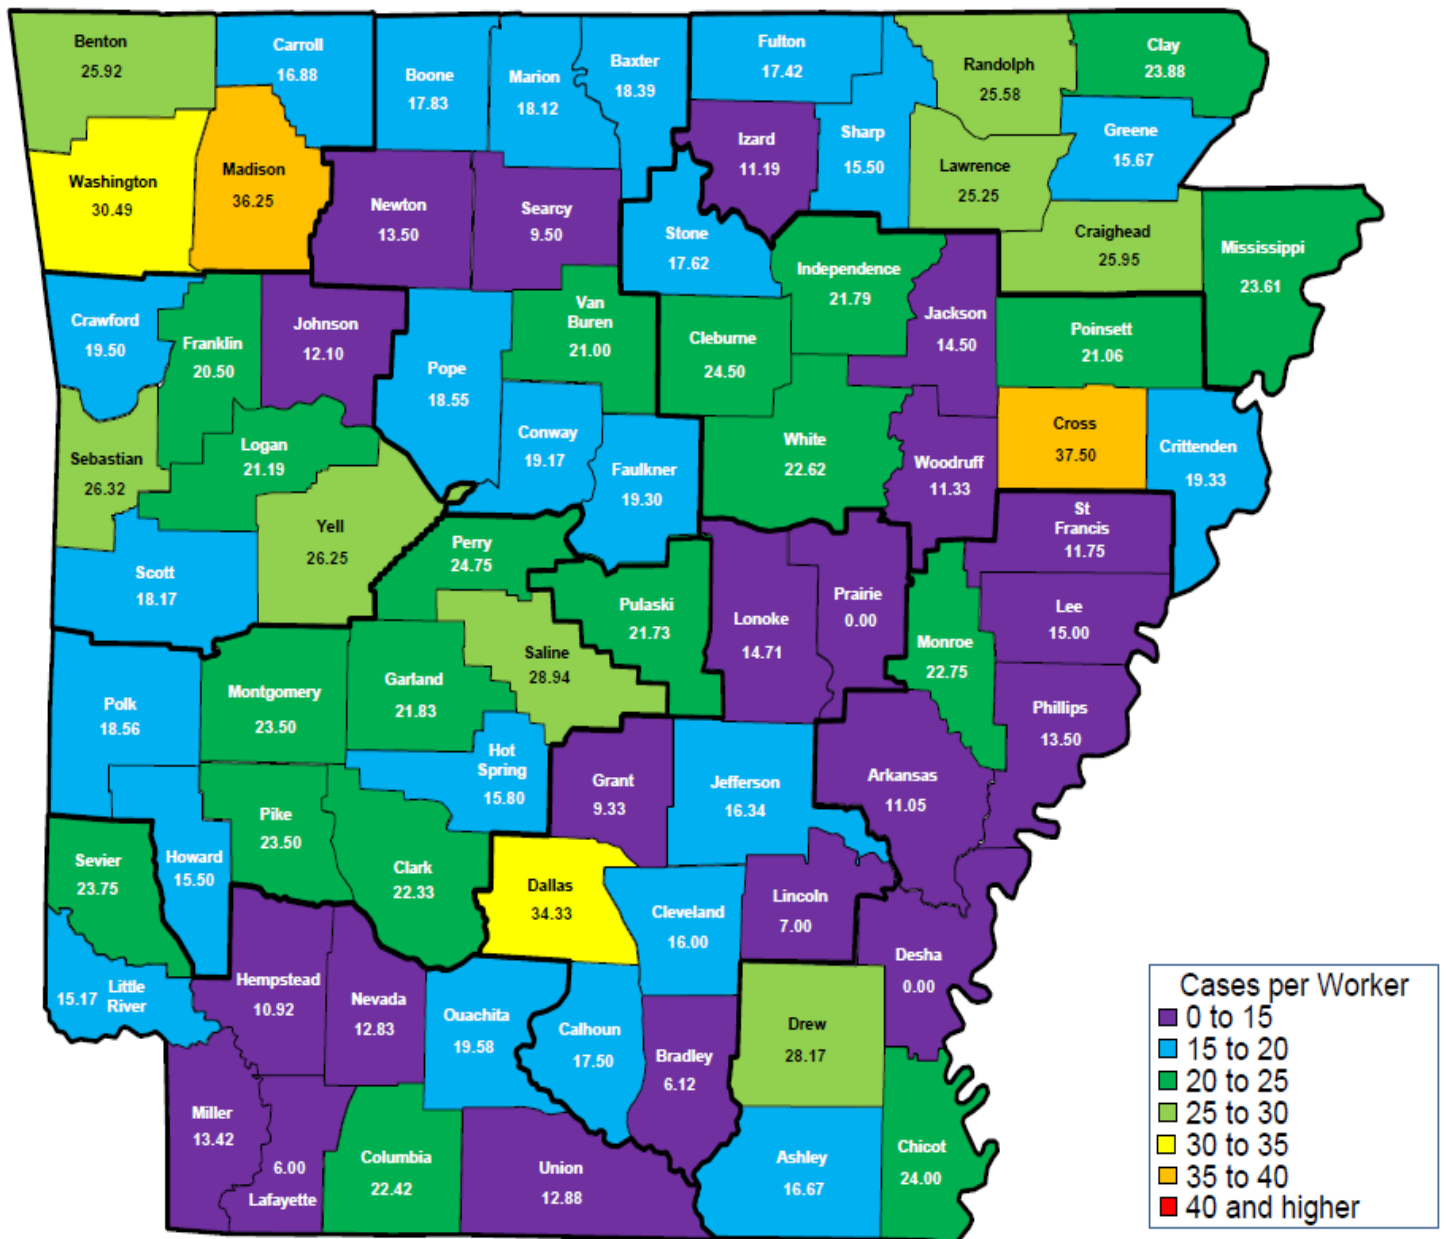 Benton
25.92
Carroll
16.88
Boone
17.83
Marion
18.12
Baxter
18.39
Fulton
17.42
Randolph
25.58
Clay
23.88
Washington
30.49
Madison
36.25
Newton
13.50
Searcy
9.50
Stone
17.62
Izard
11.19
Sharp
15.50
Lawrence
25.25
Greene
15.67
Craighead
25.95
Mississippi
23.61
Crawford
19.50
Franklin
20.50
Johnson
12.10
Pope
18.55
Van
Buren
21.00
Cleburne
24.50
Independence
21.79
Jackson
14.50
Poinsett
21.06
Sebastian
26.32
Logan
21.19
Conway
19.17
Faulkner
19.30
White
22.62
Woodruff
11.33
Cross
37.50
Crittenden
19.33
Scott
18.17
Yell
26.25
Perry
24.75
Pulaski
21.73
Lonoke
14.71
Prairie
0.00
Monroe
22.75
St
Francis
11.75
Lee
15.00
Phillips
13.50
Polk
18.56
Montgomery
23.50
Garland
21.83
Saline
28.94
Hot
Spring
15.80
Grant
9.33
Jefferson
16.34
Arkansas
11.05
Sevier
23.75
Howard
15.50
Pike
23.50
Clark
22.33
Dallas
34.33
Cleveland
16.00
Lincoln
7.00
Desha
0.00
15.17 Little
River
Hempstead
10.92
Nevada
12.83
Ouachita
19.58
Calhoun
17.50
Bradley
6.12
Drew
28.17
Miller
13.42
6.00
Lafayette
Columbia
22.42
Union
12.88
Ashley
16.67
Chicot
24.00
Cases per Worker
0 to 15
15 to 20
20 to 25
25 to 30
30 to 35
35 to 40
40 and higher